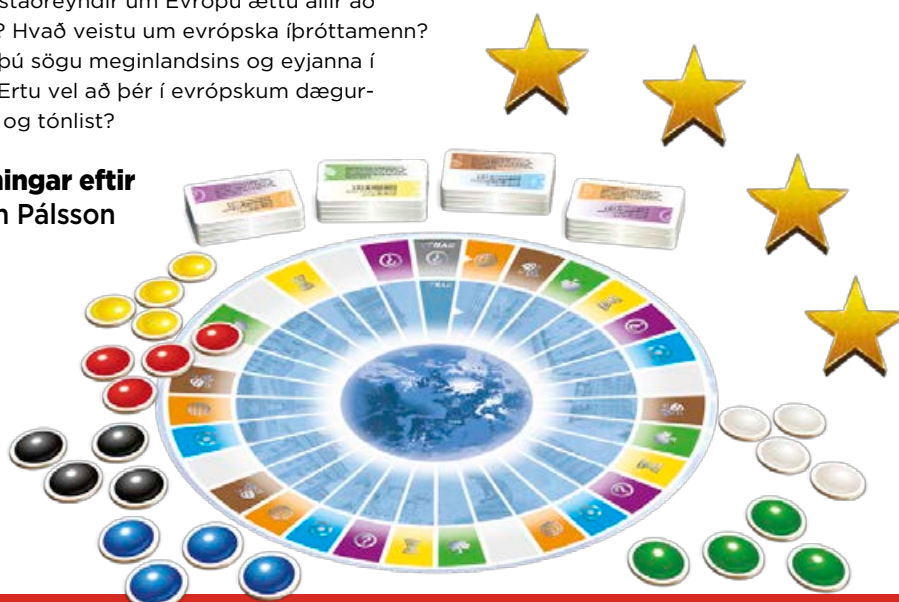 staðreyndir um Evrópu ættu allir að
? Hvað veistu um evrópska íþróttamenn?
þú sögu meginlandsins og eyjanna í
Ertu vel að þér í evrópskum dægur-
og tónlist?
ningar eftir
n Pálsson